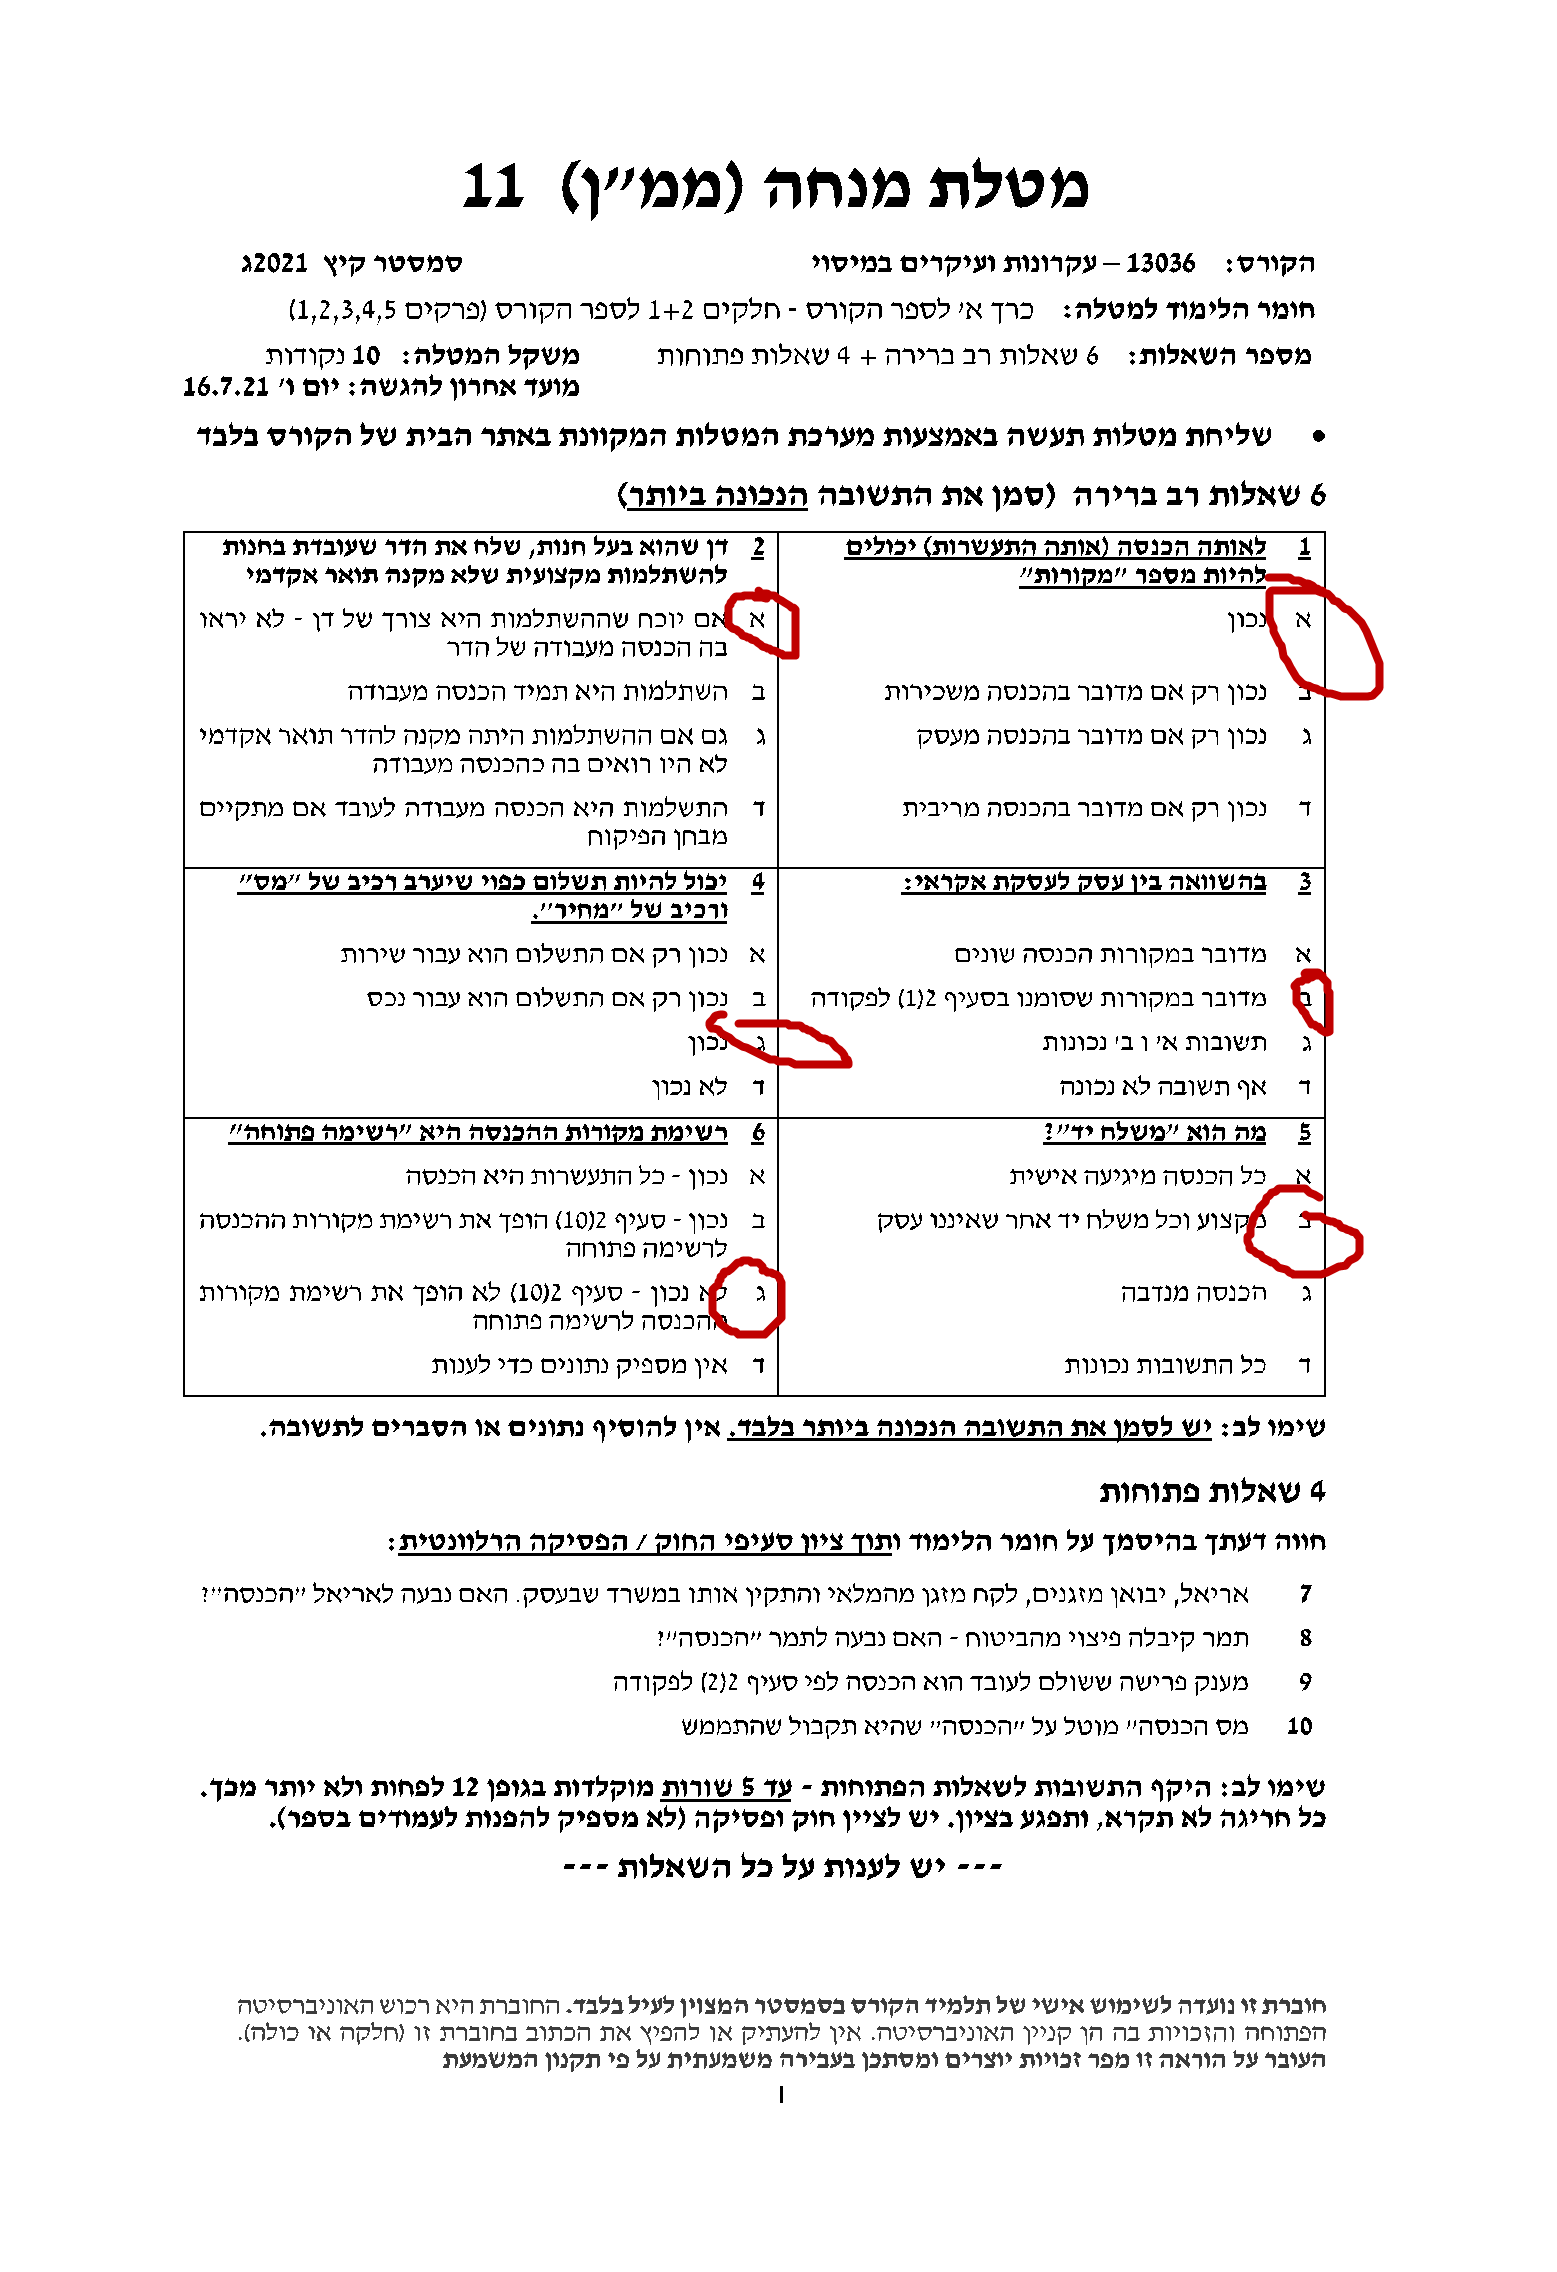 מטלת מנחה (ממ"ן) 11
הקורס: 13036 – עקרונות ועיקרים במיסוי סמסטר קיץ 2021ג
חומר הלימוד למטלה: כרך א' לספר הקורס - חלקים 1+2 לספר הקורס (פרקים 1,2,3,4,5)
מספר השאלות: 6 שאלות רב ברירה + 4 שאלות פתוחות משקל המטלה: 10 נקודות
מועד אחרון להגשה: יום ו' 16.7.21
• שליחת מטלות תעשה באמצעות מערכת המטלות המקוונת באתר הבית של הקורס בלבד
6 שאלות רב ברירה (סמן את התשובה הנכונה ביותר)
1 לאותה הכנסה (אותה התעשרות) יכולים
להיות מספר "מקורות"
א נכון
ב נכון רק אם מדובר בהכנסה משכירות
ג נכון רק אם מדובר בהכנסה מעסק
ד נכון רק אם מדובר בהכנסה מריבית
2 דן שהוא בעל חנות, שלח את הדר שעובדת בחנות
להשתלמות מקצועית שלא מקנה תואר אקדמי
א אם יוכח שההשתלמות היא צורך של דן - לא יראו
בה הכנסה מעבודה של הדר
ב השתלמות היא תמיד הכנסה מעבודה
ג גם אם ההשתלמות היתה מקנה להדר תואר אקדמי
לא היו רואים בה כהכנסה מעבודה
ד התשלמות היא הכנסה מעבודה לעובד אם מתקיים
מבחן הפיקוח
3 בהשוואה בין עסק לעסקת אקראי:
א מדובר במקורות הכנסה שונים
ב מדובר במקורות שסומנו בסעיף 2(1) לפקודה
ג תשובות א' ו ב' נכונות
ד אף תשובה לא נכונה
4 יכול להיות תשלום כפוי שיערב רכיב של "מס"
ורכיב של "מחיר".
א נכון רק אם התשלום הוא עבור שירות
ב נכון רק אם התשלום הוא עבור נכס
ג נכון
ד לא נכון
5 מה הוא "משלח יד"?
א כל הכנסה מיגיעה אישית
ב מקצוע וכל משלח יד אחר שאיננו עסק
ג הכנסה מנדבה
ד כל התשובות נכונות
6 רשימת מקורות ההכנסה היא "רשימה פתוחה"
א נכון - כל התעשרות היא הכנסה
ב נכון - סעיף 2(10) הופך את רשימת מקורות ההכנסה
לרשימה פתוחה
ג לא נכון - סעיף 2(10) לא הופך את רשימת מקורות
ההכנסה לרשימה פתוחה
ד אין מספיק נתונים כדי לענות
שימו לב: יש לסמן את התשובה הנכונה ביותר בלבד. אין להוסיף נתונים או הסברים לתשובה.
4 שאלות פתוחות
חווה דעתך בהיסמך על חומר הלימוד ותוך ציון סעיפי החוק / הפסיקה הרלוונטית:
7 אריאל, יבואן מזגנים, לקח מזגן מהמלאי והתקין אותו במשרד שבעסק. האם נבעה לאריאל "הכנסה"?
8 תמר קיבלה פיצוי מהביטוח - האם נבעה לתמר "הכנסה"?
9 מענק פרישה ששולם לעובד הוא הכנסה לפי סעיף 2(2) לפקודה
10 מס הכנסה" מוטל על "הכנסה" שהיא תקבול שהתממש
שימו לב: היקף התשובות לשאלות הפתוחות - עד 5 שורות מוקלדות בגופן 12 לפחות ולא יותר מכך.
כל חריגה לא תקרא, ותפגע בציון. יש לציין חוק ופסיקה (לא מספיק להפנות לעמודים בספר).
--- יש לענות על כל השאלות ---
חוברת זו נועדה לשימוש אישי של תלמיד הקורס בסמסטר המצוין לעיל בלבד. החוברת היא רכוש האוניברסיטה
הפתוחה והזכויות בה הן קניין האוניברסיטה. אין להעתיק או להפיץ את הכתוב בחוברת זו (חלקה או כולה).
העובר על הוראה זו מפר זכויות יוצרים ומסתכן בעבירה משמעתית על פי תקנון המשמעת
I